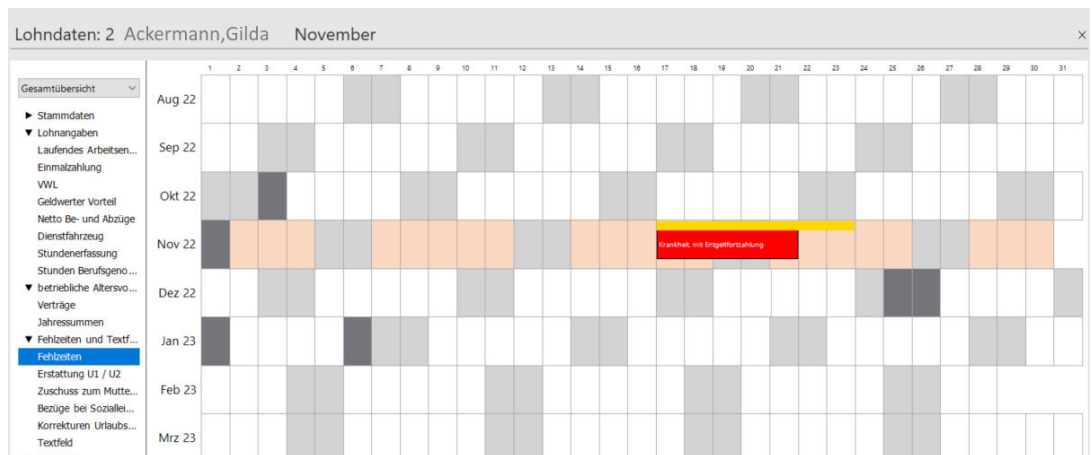 Lohndaten: 2 Ackermann,Gilda November ×
Gesamtübersicht
▶ Stammdaten
▼ Lohnangaben
Laufendes Arbeitsen...
Einmalzahlung
VWL
Geldwerter Vorteil
Netto Be- und Abzüge
Dienstfahrzeug
Stundenerfassung
Stunden Berufsgeno...
▼ betriebliche Altersvo...
Verträge
Jahressummen
▼ Fehlzeiten und Textf...
Fehlzeiten
Erstattung U1 / U2
Zuschuss zum Mutte...
Bezüge bei Soziallei...
Korrekturen Urlaubs...
Textfeld
1 2 3 4 5 6 7 8 9 10 11 12 13 14 15 16 17 18 19 20 21 22 23 24 25 26 27 28 29 30 31
Aug 22
Sep 22
Okt 22
Nov 22 Krankheit, mit Entgeltfortzahlung
Dez 22
Jan 23
Feb 23
Mrz 23